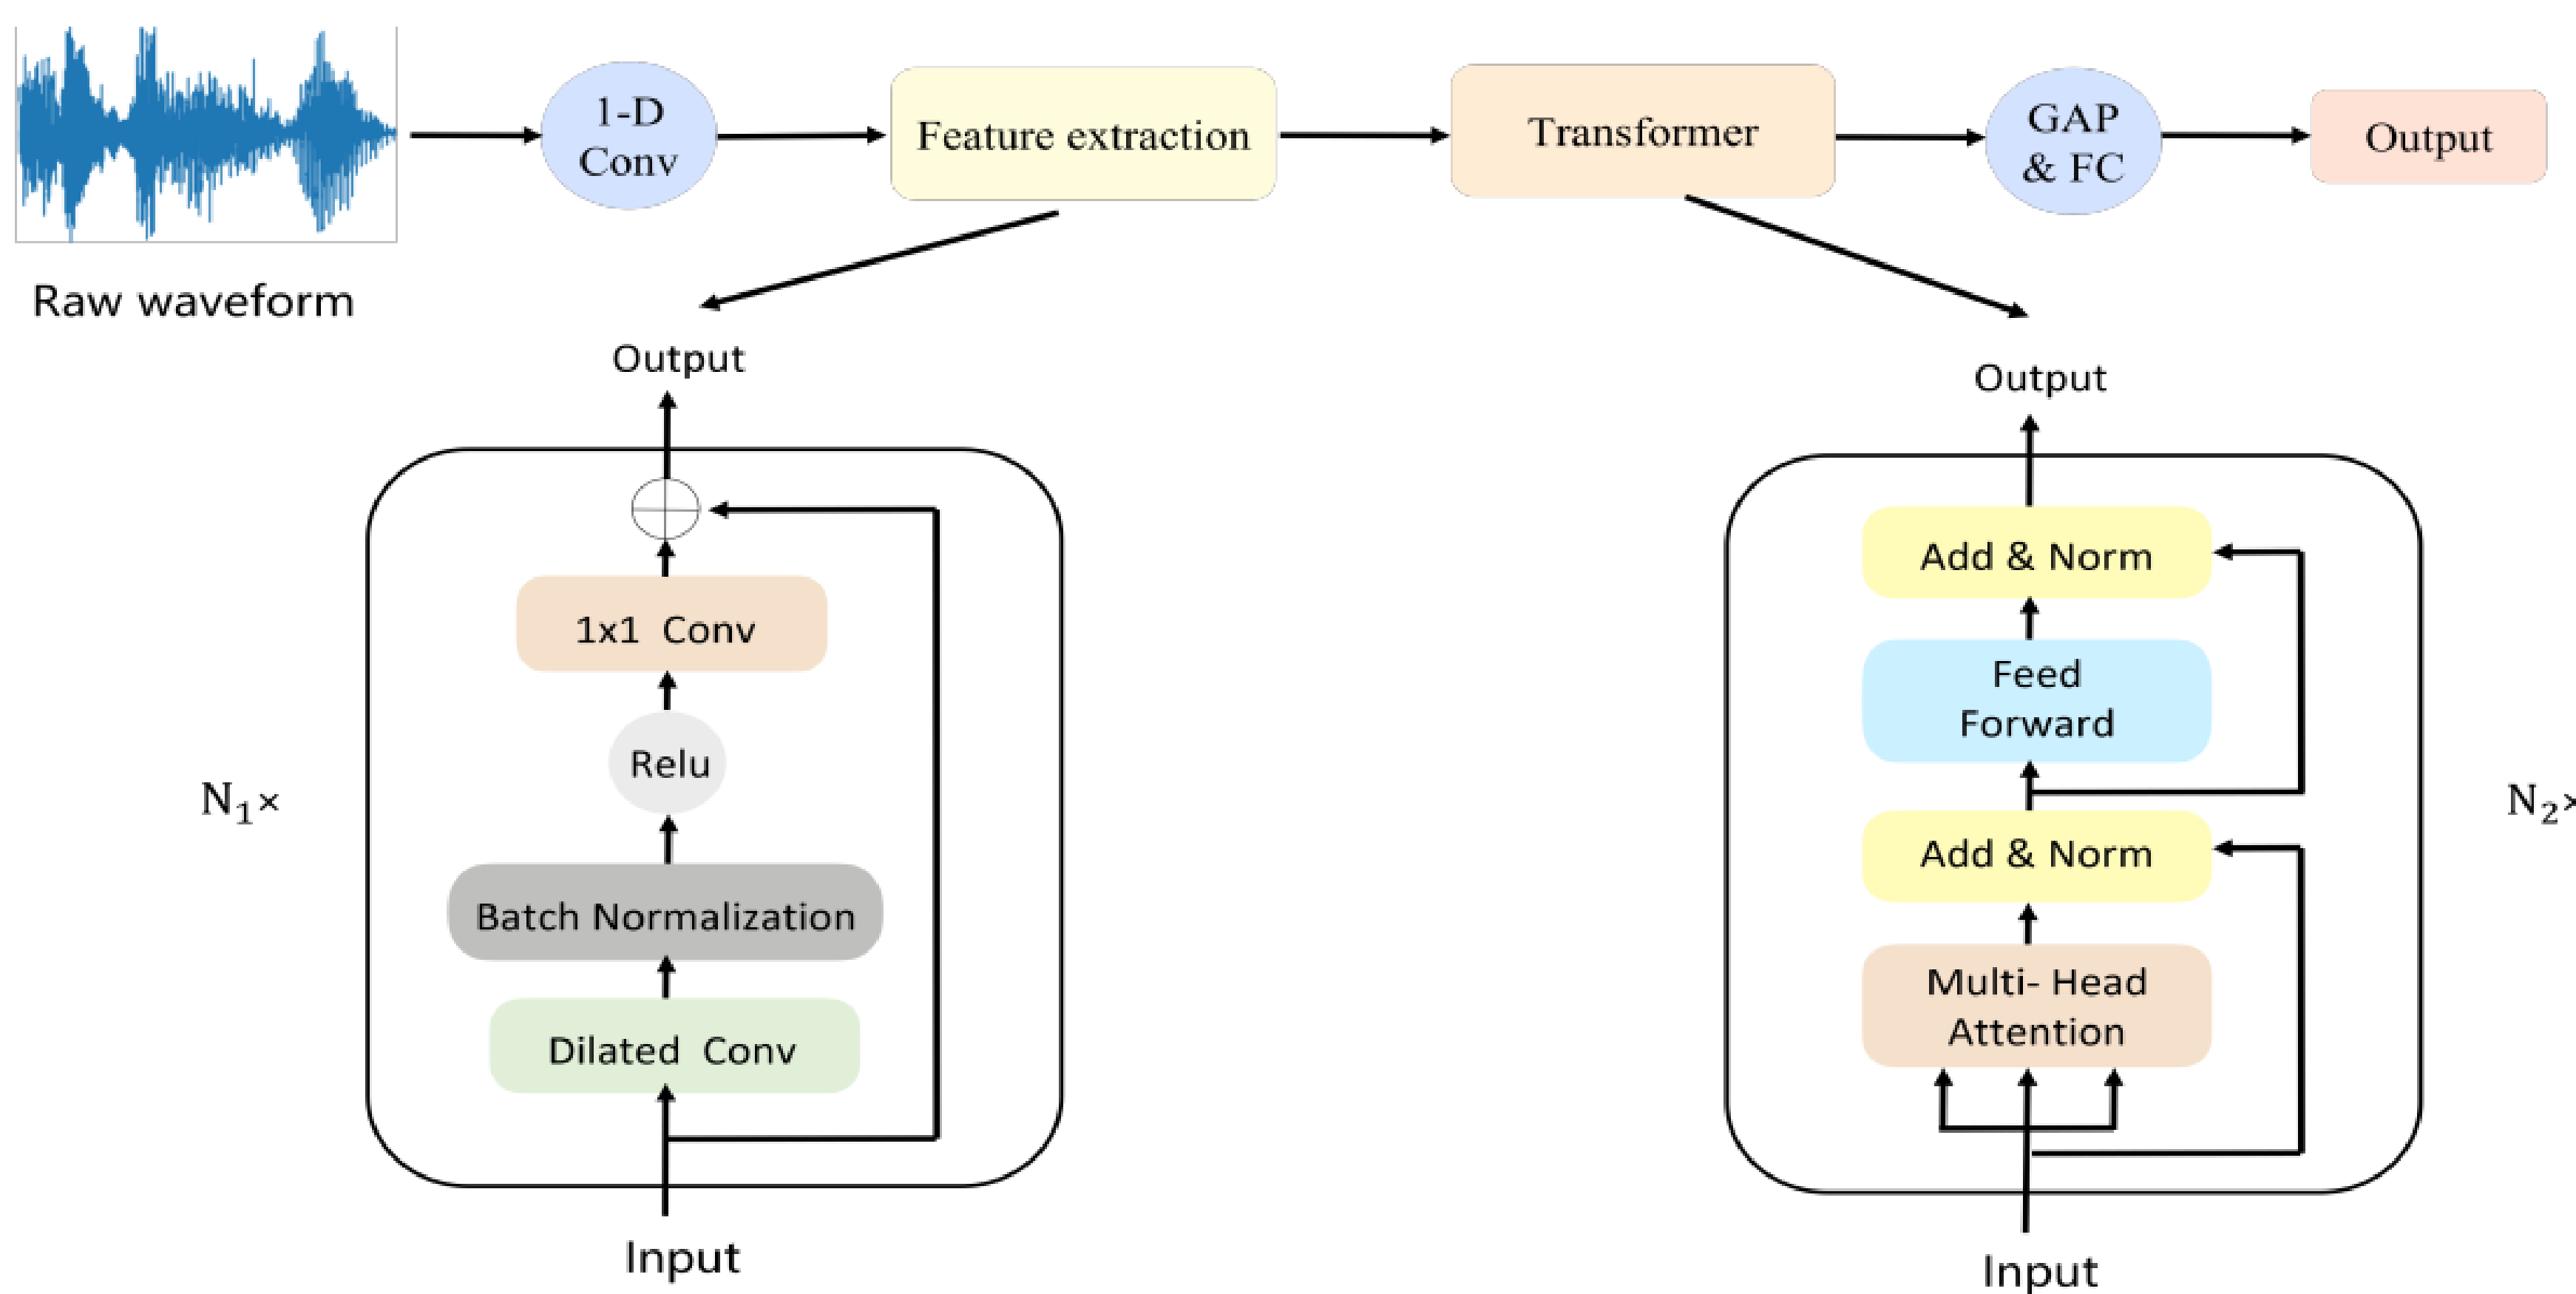 1-D
Conv
Feature extraction
Transformer
GAP
& FC
Output
Raw waveform
Output
1x1 Conv
Relu
N₁×
Batch Normalization
Dilated Conv
Input
Output
Add & Norm
Feed
Forward
N₂×
Add & Norm
Multi- Head
Attention
Input